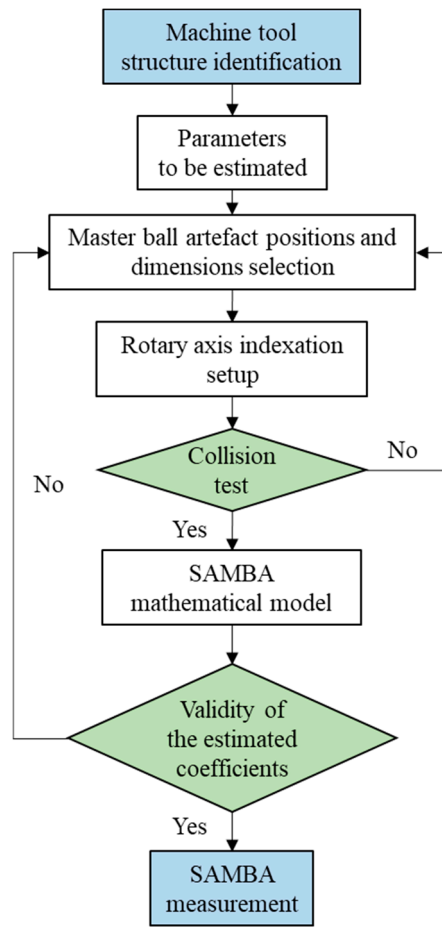 Machine tool
structure identification
Parameters
to be estimated
Master ball artefact positions and
dimensions selection
Rotary axis indexation
setup
Collision
test
No
No
Yes
SAMBA
mathematical model
Validity of
the estimated
coefficients
Yes
SAMBA
measurement